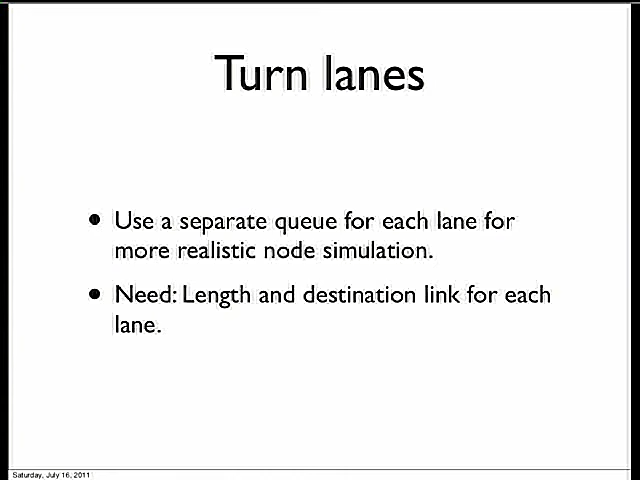 Turn lanes
• Use a separate queue for each lane for
more realistic node simulation.
• Need: Length and destination link for each
lane.
Saturday, July 16, 2011